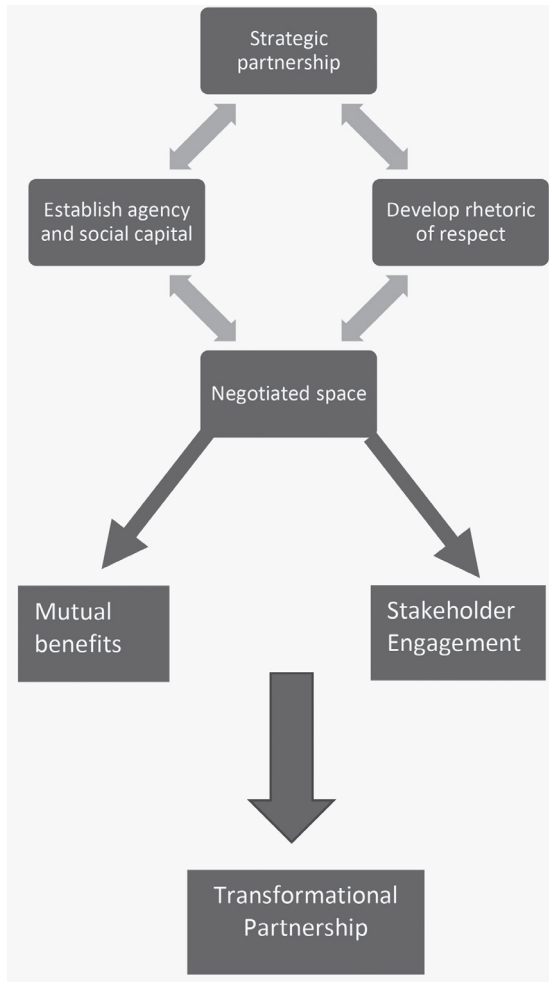 Strategic
partnership
Establish agency
and social capital
Develop rhetoric
of respect
Negotiated space
Mutual
benefits
Stakeholder
Engagement
Transformational
Partnership